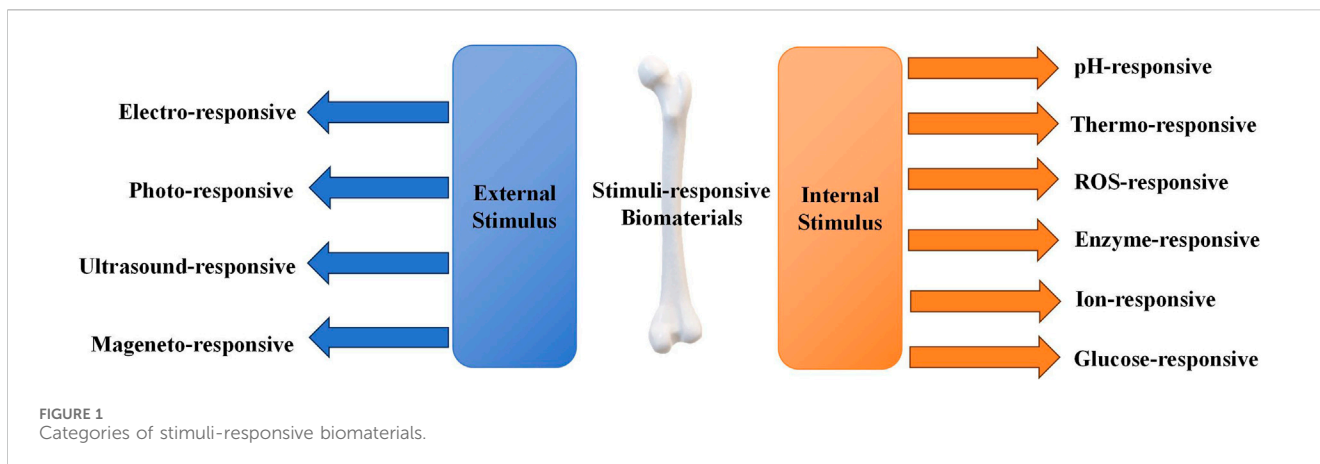 Electro-responsive
Photo-responsive
Ultrasound-responsive
Mageneto-responsive
External
Stimulus
Stimuli-responsive
Biomaterials
Internal
Stimulus
pH-responsive
Thermo-responsive
ROS-responsive
Enzyme-responsive
Ion-responsive
Glucose-responsive
FIGURE 1
Categories of stimuli-responsive biomaterials.